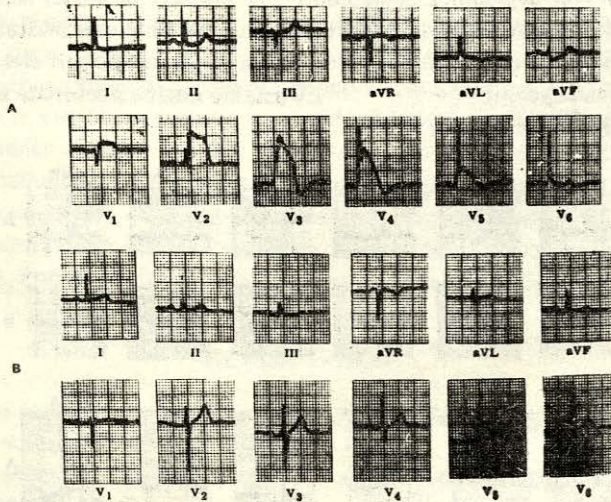 I II III aVR aVL aVF
A
V₁ V₂ V₃ V₄ V₅ V₆
I II III aVR aVL aVF
B
V₁ V₂ V₃ V₄ V₅ V₆